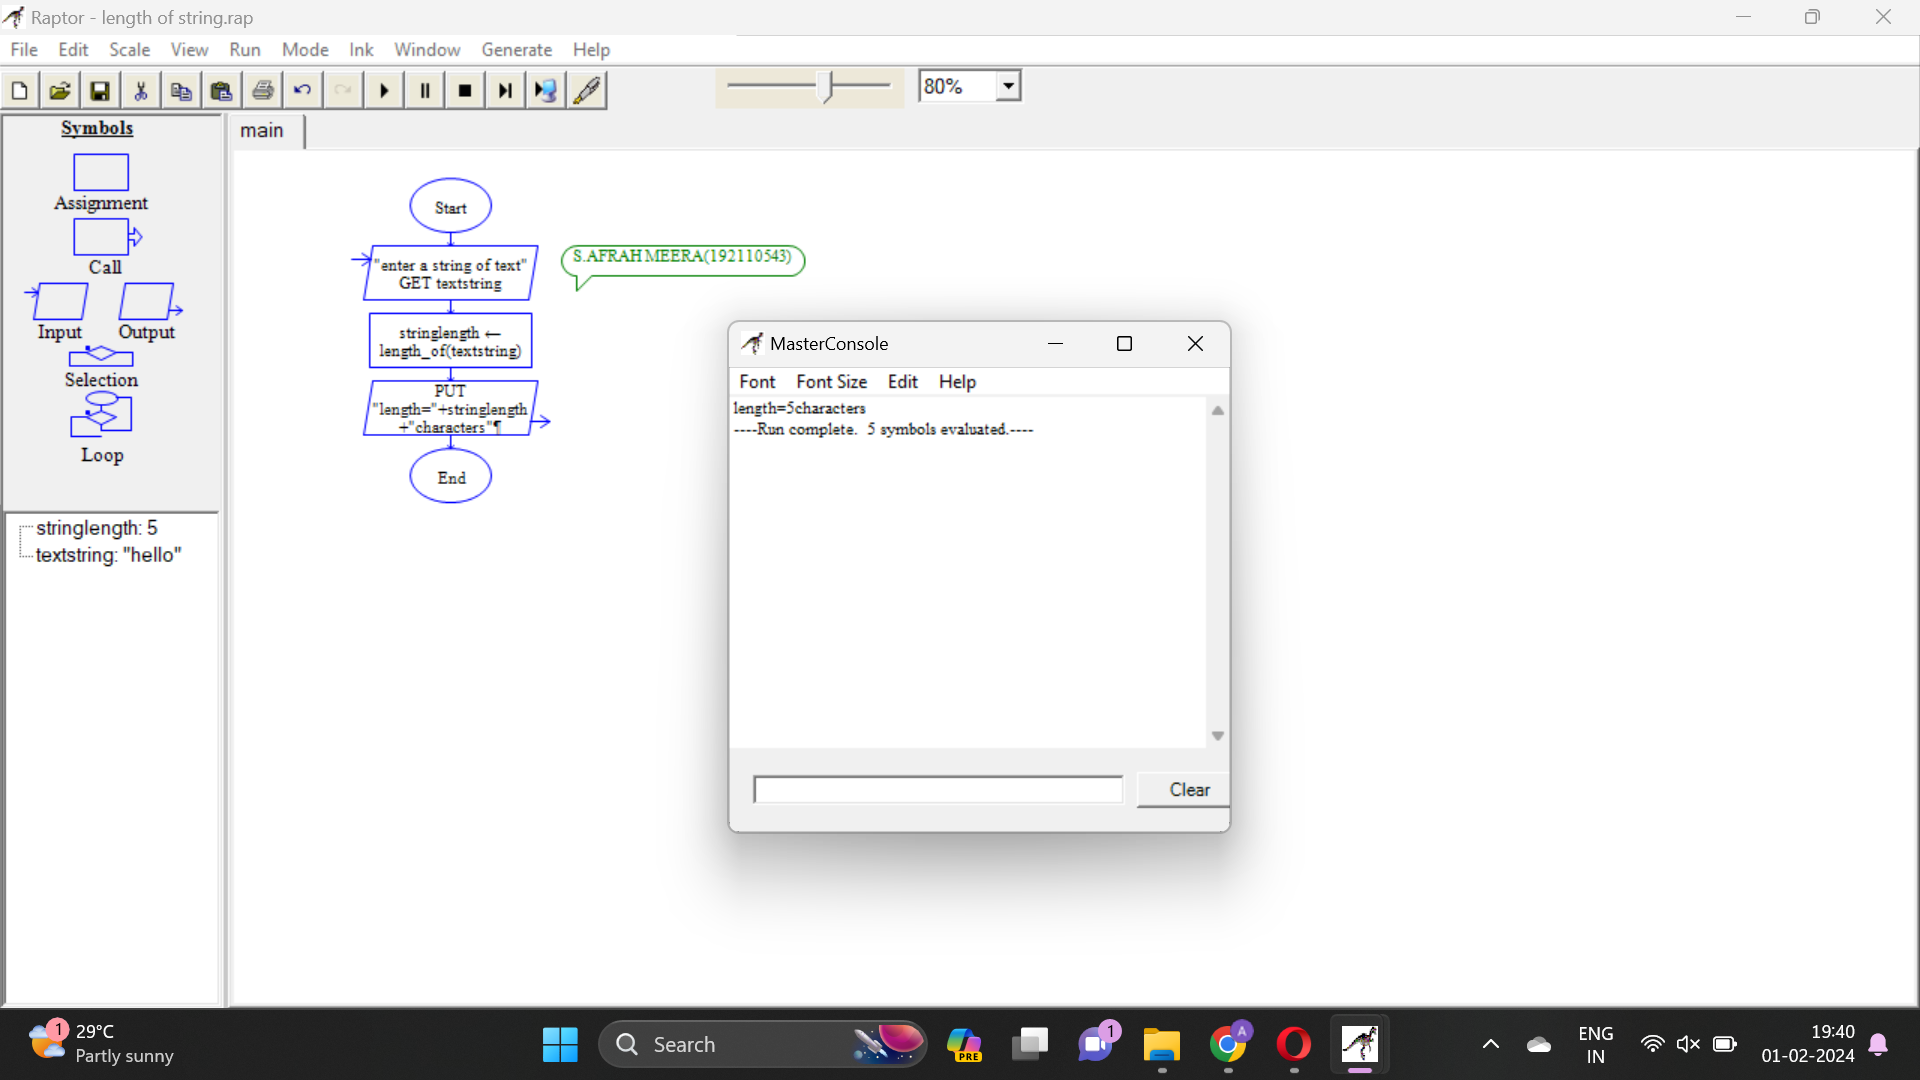 Raptor - length of string.rap
File Edit Scale View Run Mode Ink Window Generate Help
80%
Symbols
Assignment
Call
Input Output
Selection
Loop
stringlength: 5
textstring: "hello"
main
Start
"enter a string of text"
GET textstring
S.AFRAH MEERA(192110543)
stringlength ←
length_of(textstring)
PUT
"length="+stringlength
+"characters"¶
End
MasterConsole
Font Font Size Edit Help
length=5characters
----Run complete.  5 symbols evaluated.----
Clear
1
29°C
Partly sunny
Search
PRE
1
A
ENG
IN
19:40
01-02-2024